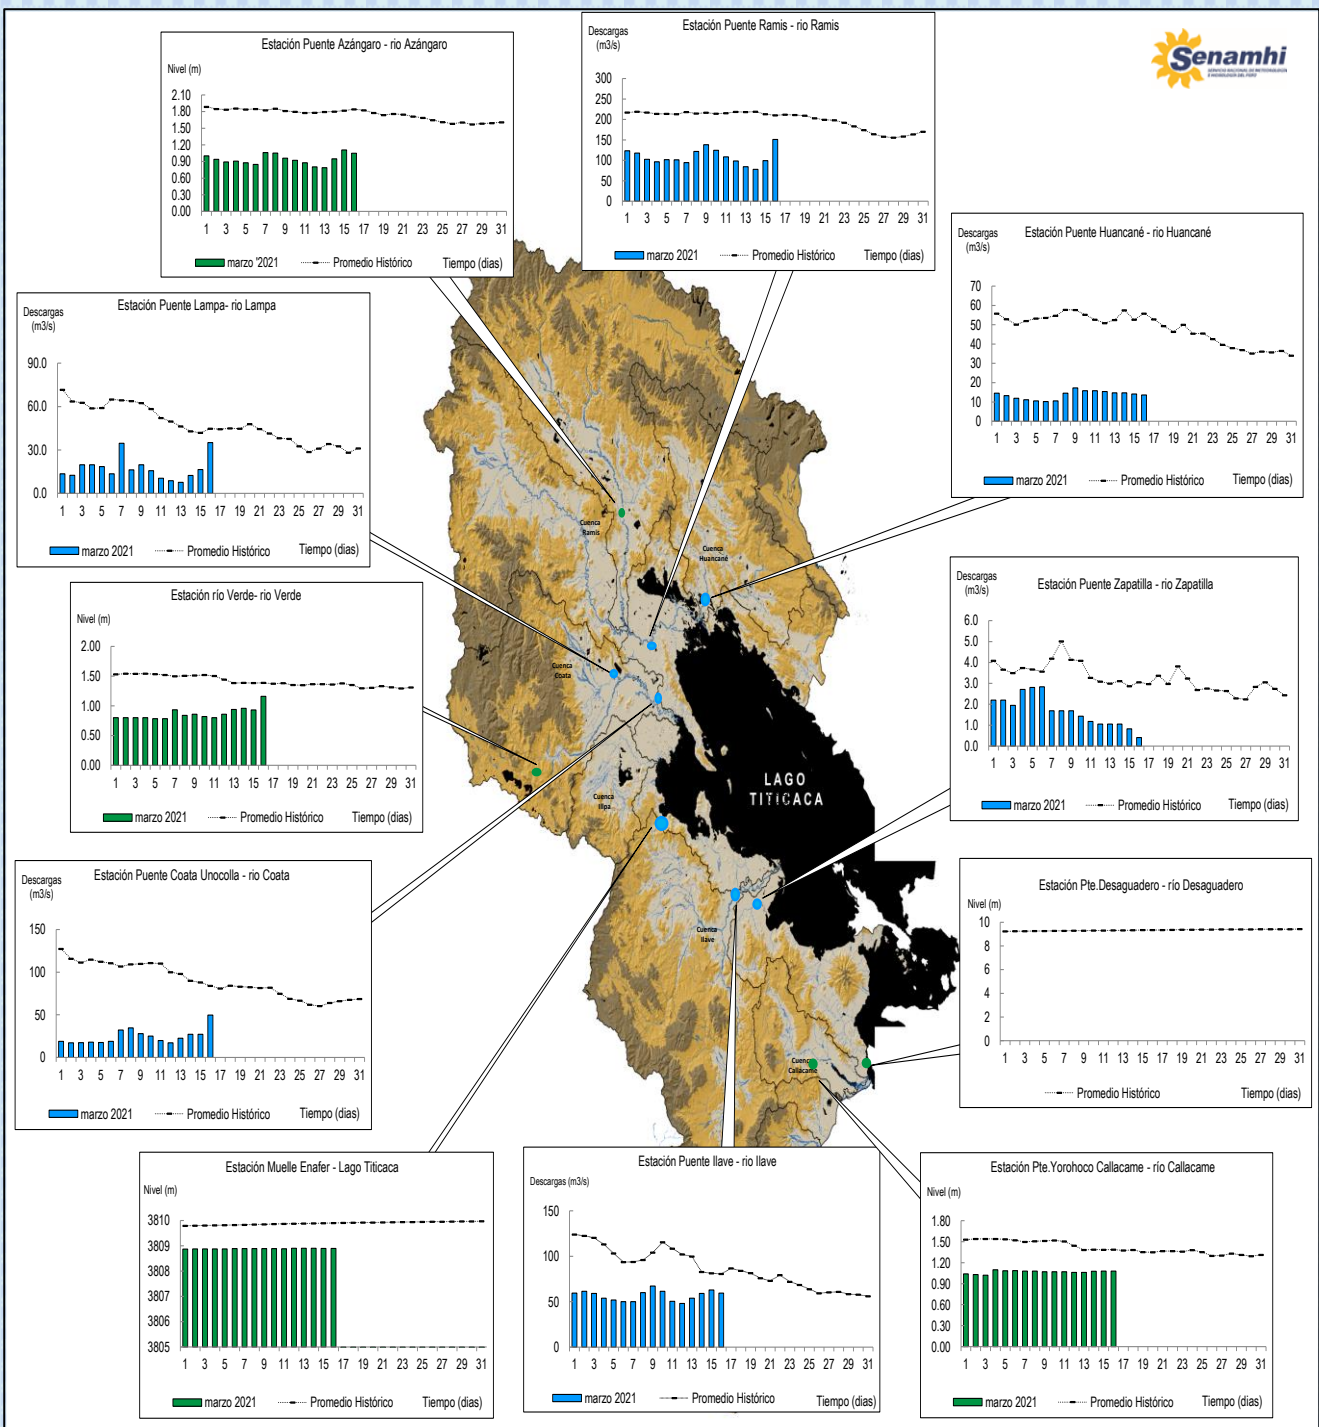 Senamhi
SERVICIO NACIONAL DE METEOROLOGÍA
E HIDROLOGÍA DEL PERÚ
Estación Puente Azángaro - rio Azángaro
Nivel (m)
2.10
1.80
1.50
1.20
0.90
0.60
0.30
0.00
1 3 5 7 9 11 13 15 17 19 21 23 25 27 29 31
marzo '2021 Promedio Histórico Tiempo (dias)
Estación Puente Ramis - rio Ramis
Descargas
(m3/s)
300
250
200
150
100
50
0
1 3 5 7 9 11 13 15 17 19 21 23 25 27 29 31
marzo 2021 Promedio Histórico Tiempo (dias)
Estación Puente Huancané - rio Huancané
Descargas
(m3/s)
70
60
50
40
30
20
10
0
1 3 5 7 9 11 13 15 17 19 21 23 25 27 29 31
marzo 2021 Promedio Histórico Tiempo (dias)
Estación Puente Lampa- rio Lampa
Descargas
(m3/s)
90.0
60.0
30.0
0.0
1 3 5 7 9 11 13 15 17 19 21 23 25 27 29 31
marzo 2021 Promedio Histórico Tiempo (dias)
Estación río Verde- rio Verde
Nivel (m)
2.00
1.50
1.00
0.50
0.00
1 3 5 7 9 11 13 15 17 19 21 23 25 27 29 31
marzo 2021 Promedio Histórico Tiempo (dias)
Estación Puente Zapatilla - rio Zapatilla
Descargas
(m3/s)
6.0
5.0
4.0
3.0
2.0
1.0
0.0
1 3 5 7 9 11 13 15 17 19 21 23 25 27 29 31
marzo 2021 Promedio Histórico Tiempo (dias)
Cuenca
Ramis
Cuenca
Huancané
Cuenca
Coata
Cuenca
Illpa
LAGO
TITICACA
Cuenca
Ilave
Cuenca
Callacame
Estación Puente Coata Unocolla - rio Coata
Descargas
(m3/s)
150
100
50
0
1 3 5 7 9 11 13 15 17 19 21 23 25 27 29 31
marzo 2021 Promedio Histórico Tiempo (dias)
Estación Pte.Desaguadero - río Desaguadero
Nivel (m)
10
8
6
4
2
0
1 3 5 7 9 11 13 15 17 19 21 23 25 27 29 31
Promedio Histórico Tiempo (dias)
Estación Muelle Enafer - Lago Titicaca
Nivel (m)
3810
3809
3808
3807
3806
3805
1 3 5 7 9 11 13 15 17 19 21 23 25 27 29 31
marzo 2021 Promedio Histórico Tiempo (dias)
Estación Puente Ilave - rio Ilave
Descargas (m3/s)
150
100
50
0
1 3 5 7 9 11 13 15 17 19 21 23 25 27 29 31
marzo 2021 Promedio Histórico Tiempo (dias)
Estación Pte.Yorohoco Callacame - río Callacame
Nivel (m)
1.80
1.50
1.20
0.90
0.60
0.30
0.00
1 3 5 7 9 11 13 15 17 19 21 23 25 27 29 31
marzo 2021 Promedio Histórico Tiempo (dias)